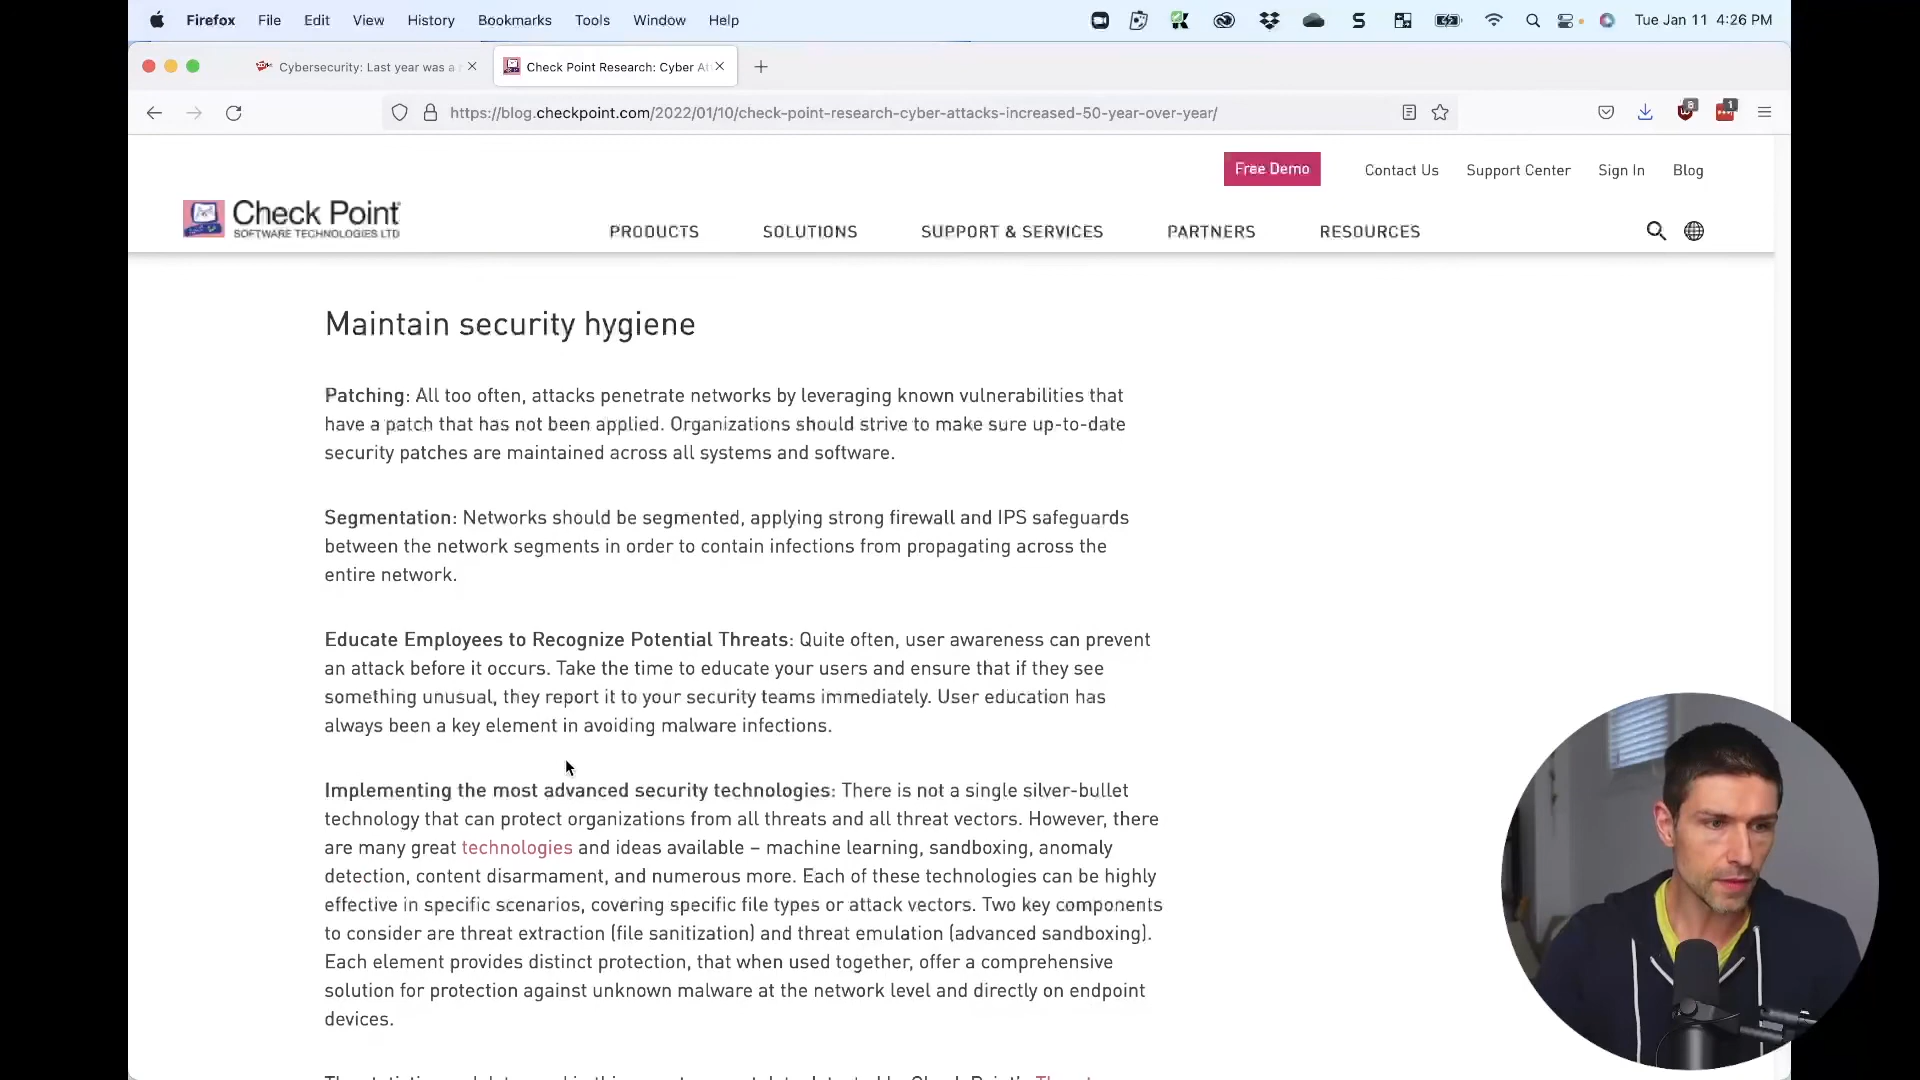 Firefox File Edit View History Bookmarks Tools Window Help Tue Jan 11 4:26 PM
Cybersecurity: Last year was a
Check Point Research: Cyber At
https://blog.checkpoint.com/2022/01/10/check-point-research-cyber-attacks-increased-50-year-over-year/
8
1
Free Demo Contact Us Support Center Sign In Blog
Check Point
SOFTWARE TECHNOLOGIES LTD
PRODUCTS SOLUTIONS SUPPORT & SERVICES PARTNERS RESOURCES
Maintain security hygiene
Patching: All too often, attacks penetrate networks by leveraging known vulnerabilities that
have a patch that has not been applied. Organizations should strive to make sure up-to-date
security patches are maintained across all systems and software.
Segmentation: Networks should be segmented, applying strong firewall and IPS safeguards
between the network segments in order to contain infections from propagating across the
entire network.
Educate Employees to Recognize Potential Threats: Quite often, user awareness can prevent
an attack before it occurs. Take the time to educate your users and ensure that if they see
something unusual, they report it to your security teams immediately. User education has
always been a key element in avoiding malware infections.
Implementing the most advanced security technologies: There is not a single silver-bullet
technology that can protect organizations from all threats and all threat vectors. However, there
are many great technologies and ideas available – machine learning, sandboxing, anomaly
detection, content disarmament, and numerous more. Each of these technologies can be highly
effective in specific scenarios, covering specific file types or attack vectors. Two key components
to consider are threat extraction (file sanitization) and threat emulation (advanced sandboxing).
Each element provides distinct protection, that when used together, offer a comprehensive
solution for protection against unknown malware at the network level and directly on endpoint
devices.